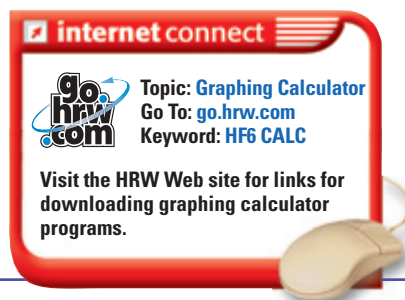 internet connect
go.
hrw
.com
Topic: Graphing Calculator
Go To: go.hrw.com
Keyword: HF6 CALC
Visit the HRW Web site for links for
downloading graphing calculator
programs.